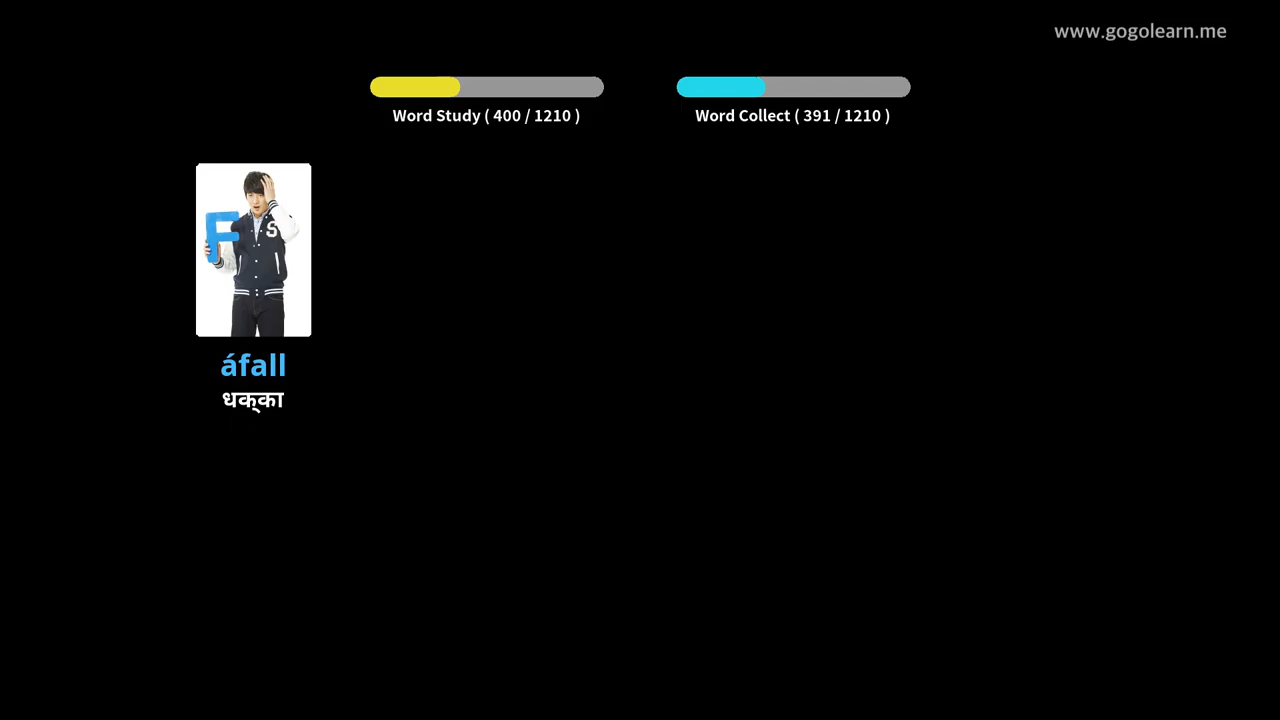 www.gogolearn.me
Word Study ( 400 / 1210 )
Word Collect ( 391 / 1210 )
F
S
áfall
धक्‍का